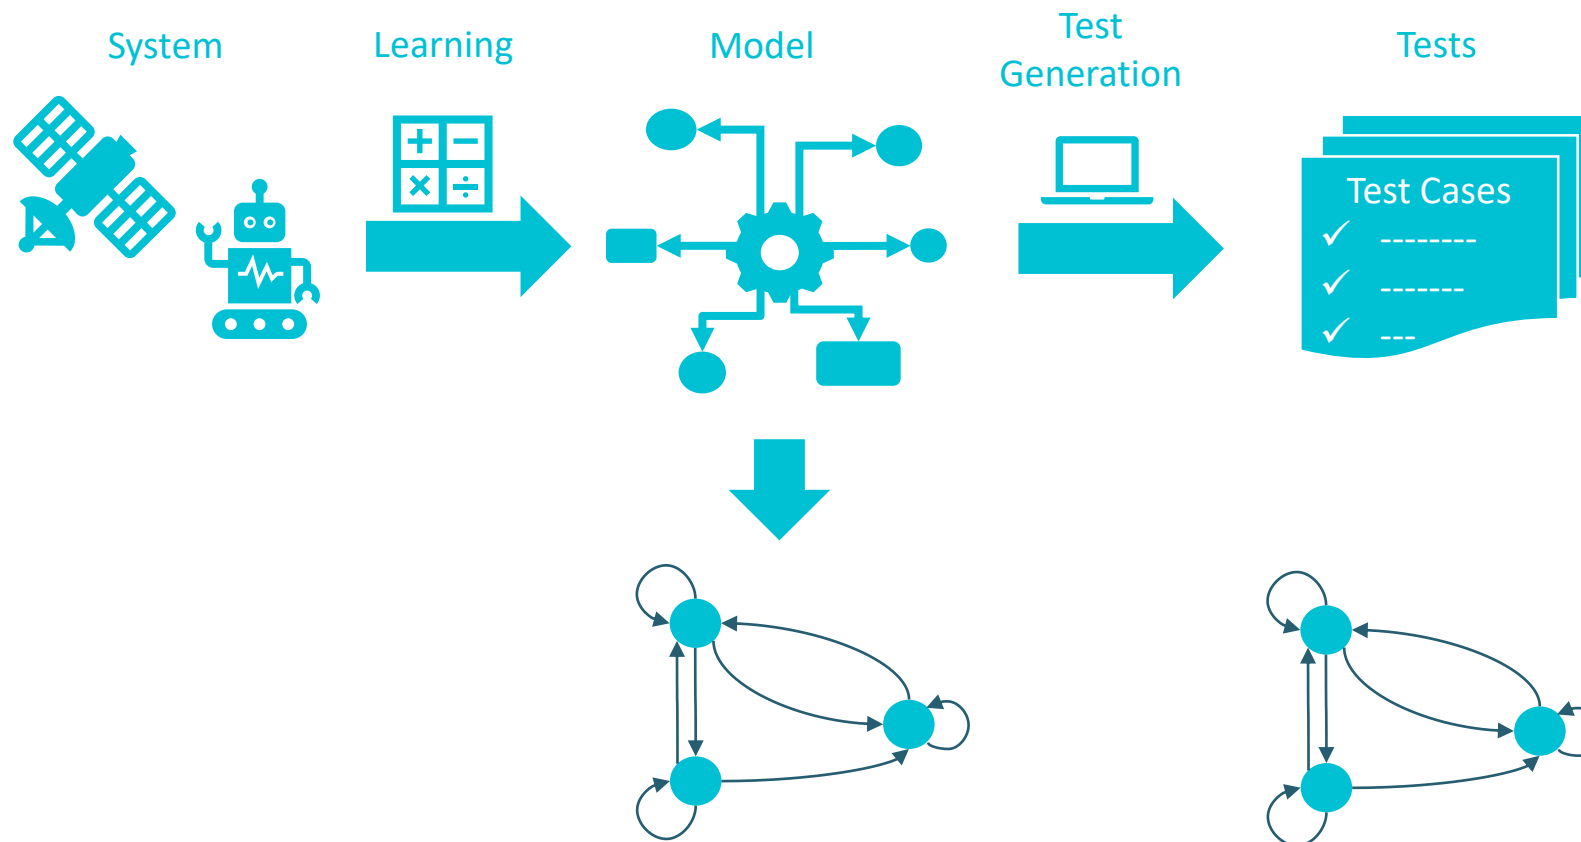 System
Learning
Model
Test
Generation
Tests
Test Cases
✓ --------
✓ -------
✓ ---